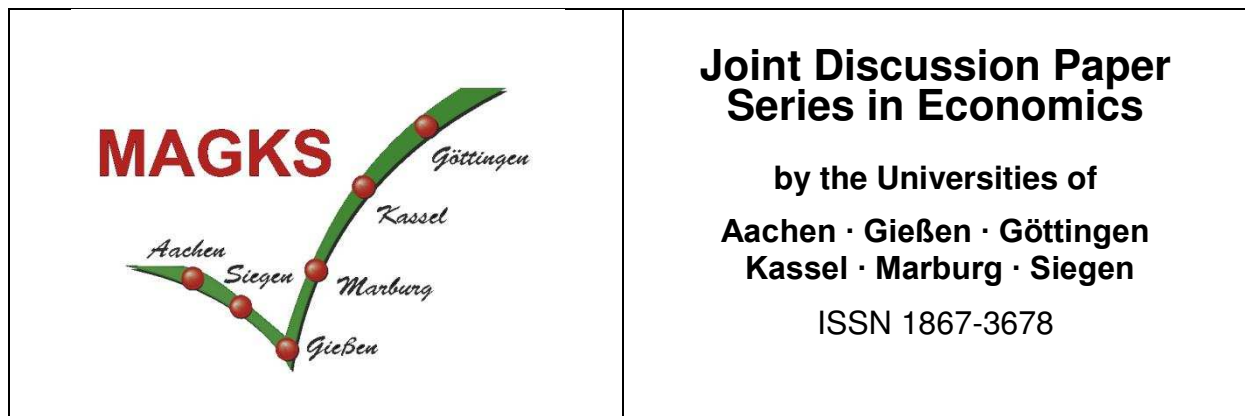 MAGKS
Göttingen
Kassel
Aachen
Siegen
Marburg
Gießen
Joint Discussion Paper
Series in Economics
by the Universities of
Aachen · Gießen · Göttingen
Kassel · Marburg · Siegen
ISSN 1867-3678